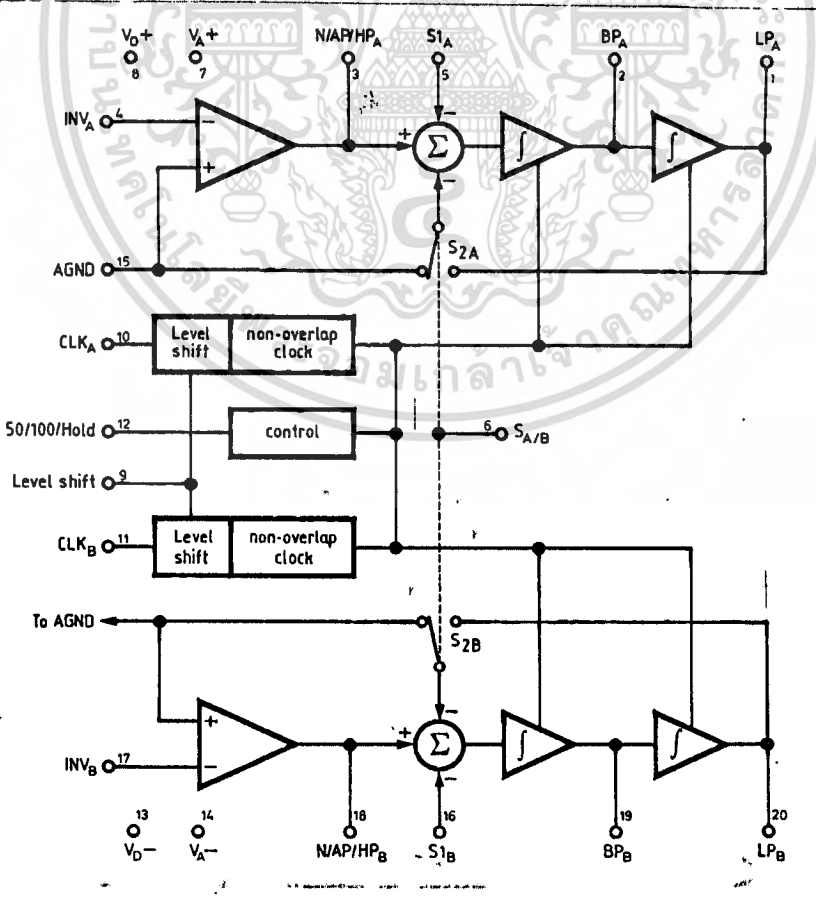 V_D+ V_A+ N/AP/HP_A S1_A BP_A LP_A
8 7 3 5 2 1
INV_A 4 − + Σ − ∫ ∫
+ −
S2A
AGND 15
CLK_A 10 Level shift non-overlap clock
50/100/Hold 12 control 6 S_A/B
Level shift 9
CLK_B 11 Level shift non-overlap clock
To AGND S2B
+ −
INV_B 17 − + Σ − ∫ ∫
13 14 18 16 19 20
V_D− V_A− N/AP/HP_B S1_B BP_B LP_B